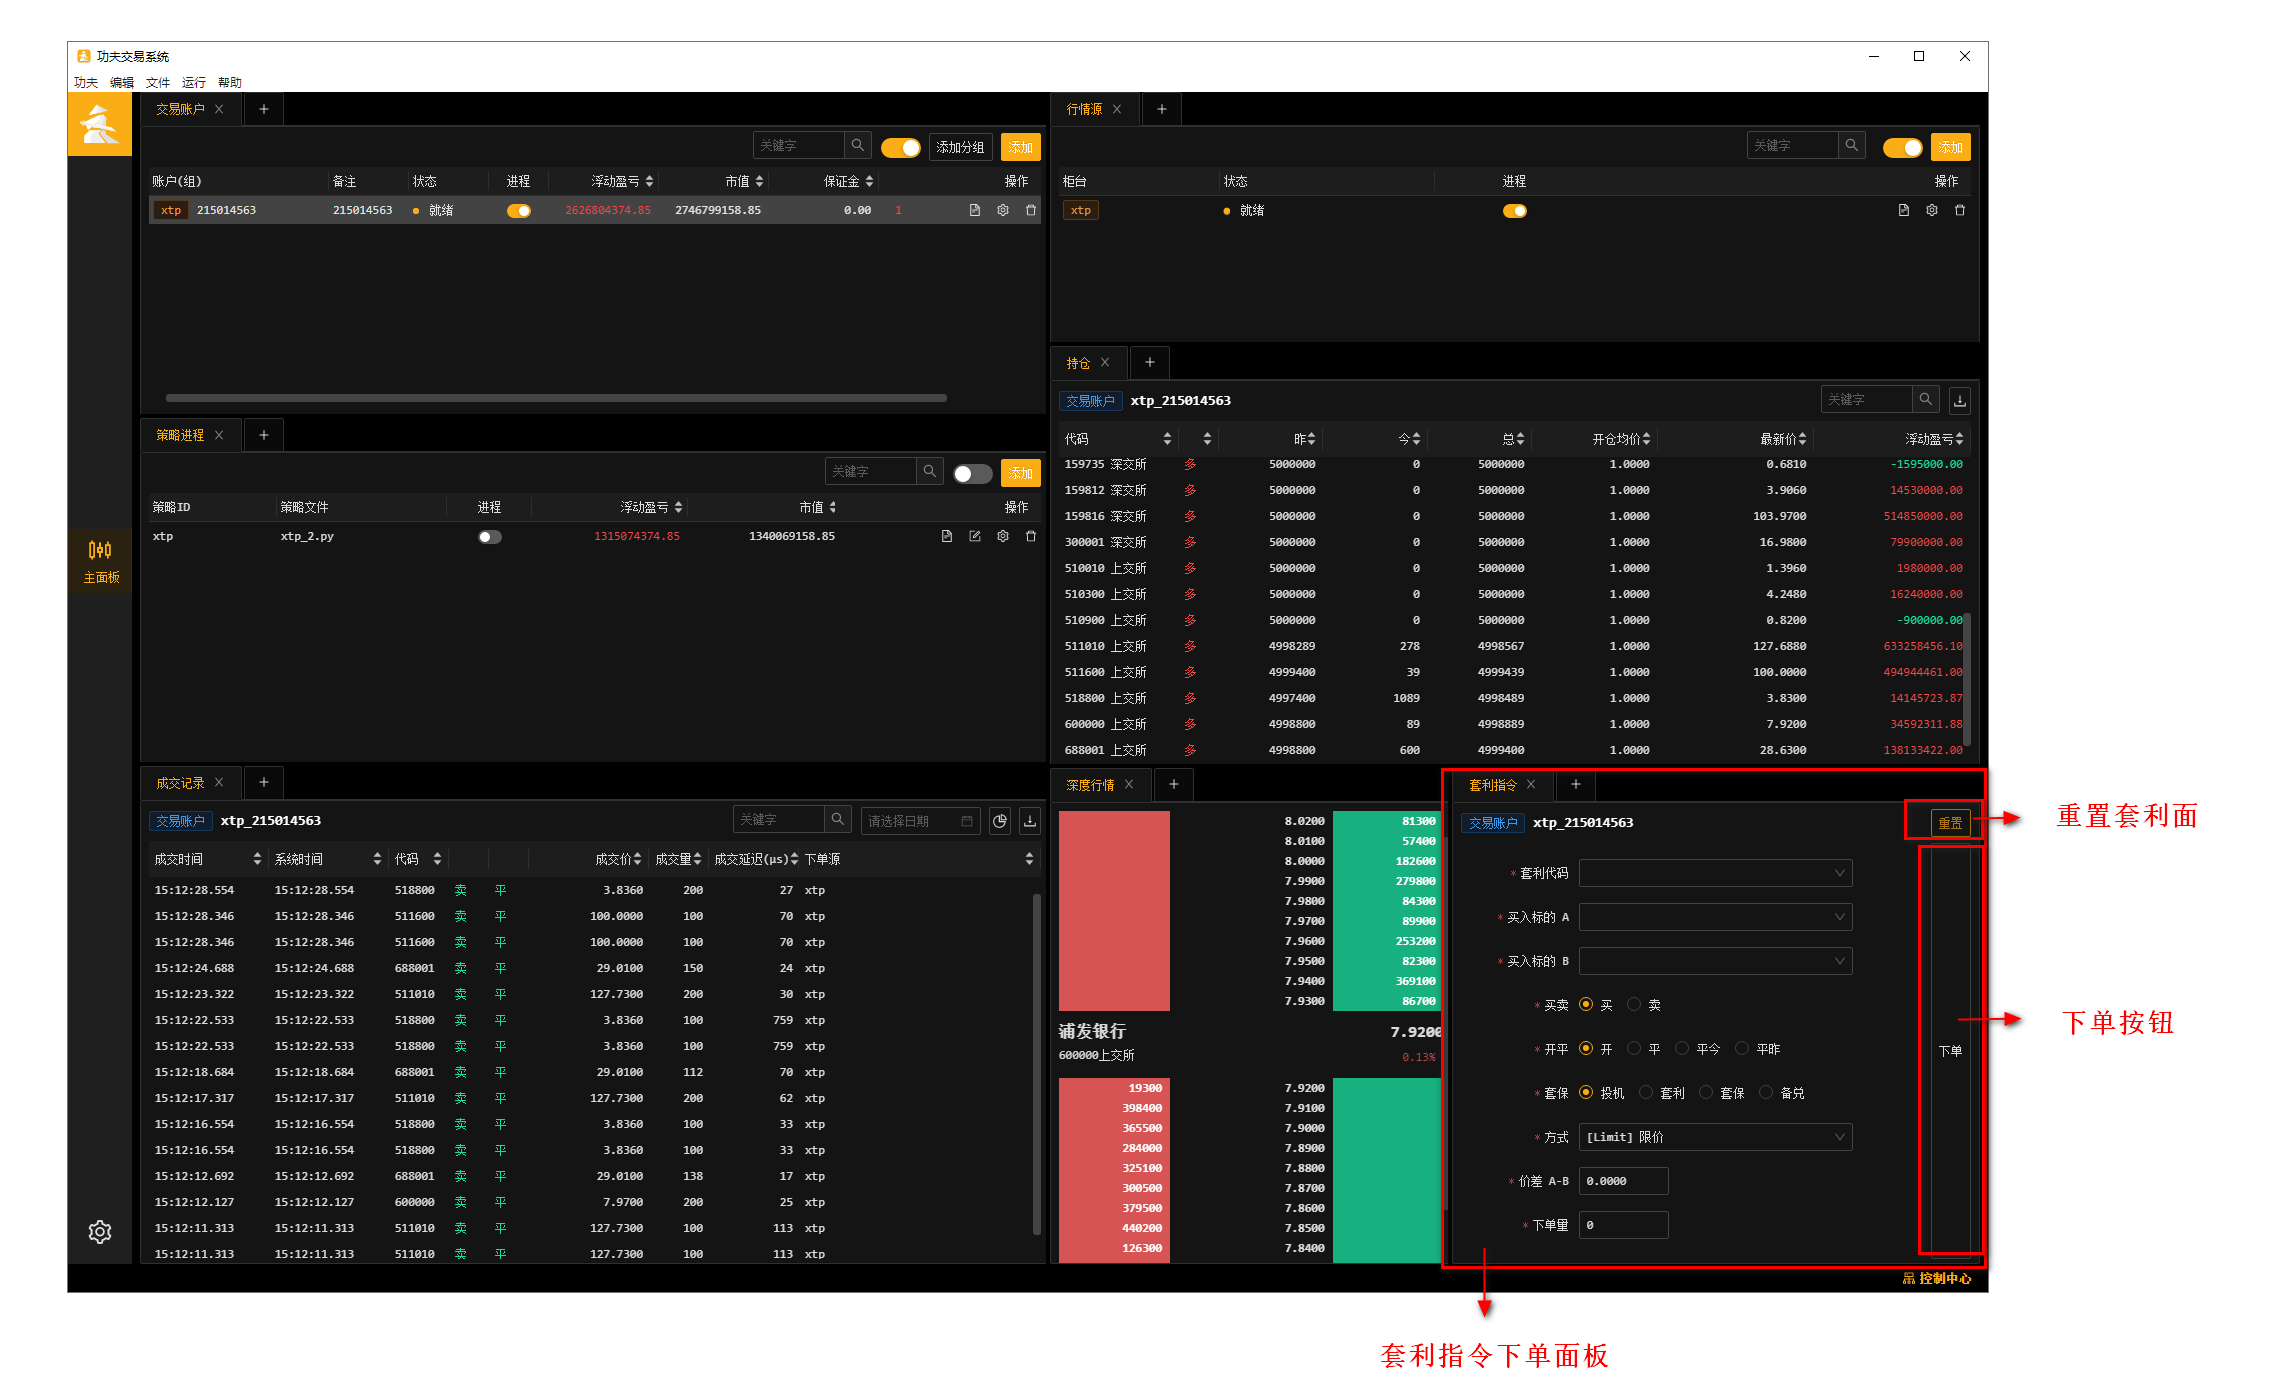 功夫交易系统
功夫 编辑 文件 运行 帮助
交易账户
关键字 添加分组 添加
账户(组) 备注 状态 进程 浮动盈亏 市值 保证金 操作
xtp 215014563 215014563 就绪 2626804374.85 2746799158.85 0.00 1
行情源
关键字 添加
柜台 状态 进程 操作
xtp 就绪
持仓
交易账户 xtp_215014563 关键字
代码 昨 今 总 开仓均价 最新价 浮动盈亏
159735 深交所 多 5000000 0 5000000 1.0000 0.6810 -1595000.00
159812 深交所 多 5000000 0 5000000 1.0000 3.9060 14530000.00
159816 深交所 多 5000000 0 5000000 1.0000 103.9700 514850000.00
300001 深交所 多 5000000 0 5000000 1.0000 16.9800 79900000.00
510010 上交所 多 5000000 0 5000000 1.0000 1.3960 1980000.00
510300 上交所 多 5000000 0 5000000 1.0000 4.2480 16240000.00
510900 上交所 多 5000000 0 5000000 1.0000 0.8200 -900000.00
511010 上交所 多 4998289 278 4998567 1.0000 127.6880 633258456.10
511600 上交所 多 4999400 39 4999439 1.0000 100.0000 494944461.00
518800 上交所 多 4997400 1089 4998489 1.0000 3.8300 14145723.87
600000 上交所 多 4998800 89 4998889 1.0000 7.9200 34592311.88
688001 上交所 多 4998800 600 4999400 1.0000 28.6300 138133422.00
策略进程
关键字 添加
策略ID 策略文件 进程 浮动盈亏 市值 操作
xtp xtp_2.py 1315074374.85 1340069158.85
主面板
成交记录
交易账户 xtp_215014563 关键字 请选择日期
成交时间 系统时间 代码 成交价 成交量 成交延迟(μs) 下单源
15:12:28.554 15:12:28.554 518800 卖 平 3.8360 200 27 xtp
15:12:28.346 15:12:28.346 511600 卖 平 100.0000 100 70 xtp
15:12:28.346 15:12:28.346 511600 卖 平 100.0000 100 70 xtp
15:12:24.688 15:12:24.688 688001 卖 平 29.0100 150 24 xtp
15:12:23.322 15:12:23.322 511010 卖 平 127.7300 200 30 xtp
15:12:22.533 15:12:22.533 518800 卖 平 3.8360 100 759 xtp
15:12:22.533 15:12:22.533 518800 卖 平 3.8360 100 759 xtp
15:12:18.684 15:12:18.684 688001 卖 平 29.0100 112 70 xtp
15:12:17.317 15:12:17.317 511010 卖 平 127.7300 200 62 xtp
15:12:16.554 15:12:16.554 518800 卖 平 3.8360 100 33 xtp
15:12:16.554 15:12:16.554 518800 卖 平 3.8360 100 33 xtp
15:12:12.692 15:12:12.692 688001 卖 平 29.0100 138 17 xtp
15:12:12.127 15:12:12.127 600000 卖 平 7.9700 200 25 xtp
15:12:11.313 15:12:11.313 511010 卖 平 127.7300 100 113 xtp
15:12:11.313 15:12:11.313 511010 卖 平 127.7300 100 113 xtp
深度行情
8.0200 81300
8.0100 57400
8.0000 182600
7.9900 279800
7.9800 84300
7.9700 89900
7.9600 253200
7.9500 82300
7.9400 369100
7.9300 86700
浦发银行 7.9200
600000上交所 0.13%
19300 7.9200
398400 7.9100
365500 7.9000
284000 7.8900
325100 7.8800
300500 7.8700
379500 7.8600
440200 7.8500
126300 7.8400
套利指令
交易账户 xtp_215014563 重置
* 套利代码
* 买入标的 A
* 买入标的 B
* 买卖 买 卖
* 开平 开 平 平今 平昨
* 套保 投机 套利 套保 备兑
* 方式 [Limit] 限价
* 价差 A-B 0.0000
* 下单量 0
下单
控制中心
重置套利面
下单按钮
套利指令下单面板